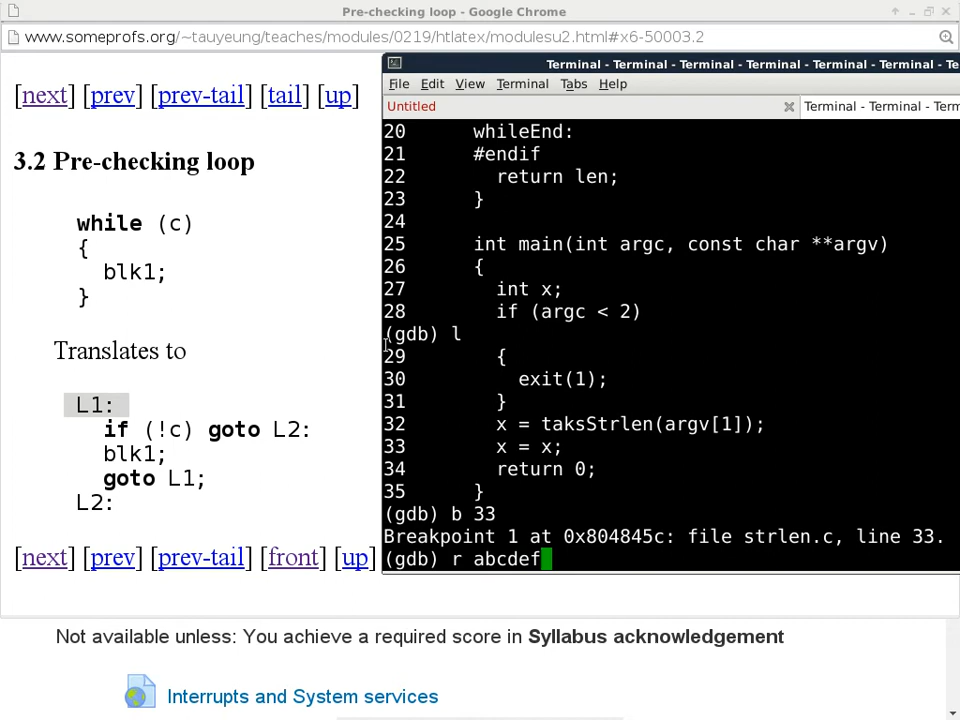 Pre-checking loop - Google Chrome
www.someprofs.org/~tauyeung/teaches/modules/0219/htlatex/modulesu2.html#x6-50003.2
[next] [prev] [prev-tail] [tail] [up]
3.2 Pre-checking loop
while (c)
{
blk1;
}
Translates to
L1:
if (!c) goto L2:
blk1;
goto L1;
L2:
[next] [prev] [prev-tail] [front] [up]
Terminal - Terminal - Terminal - Terminal - Terminal - Te
File Edit View Terminal Tabs Help
Untitled
Terminal - Terminal - Term
20 whileEnd:
21 #endif
22 return len;
23 }
24
25 int main(int argc, const char **argv)
26 {
27 int x;
28 if (argc < 2)
(gdb) l
29 {
30 exit(1);
31 }
32 x = taksStrlen(argv[1]);
33 x = x;
34 return 0;
35 }
(gdb) b 33
Breakpoint 1 at 0x804845c: file strlen.c, line 33.
(gdb) r abcdef
Not available unless: You achieve a required score in Syllabus acknowledgement
Interrupts and System services